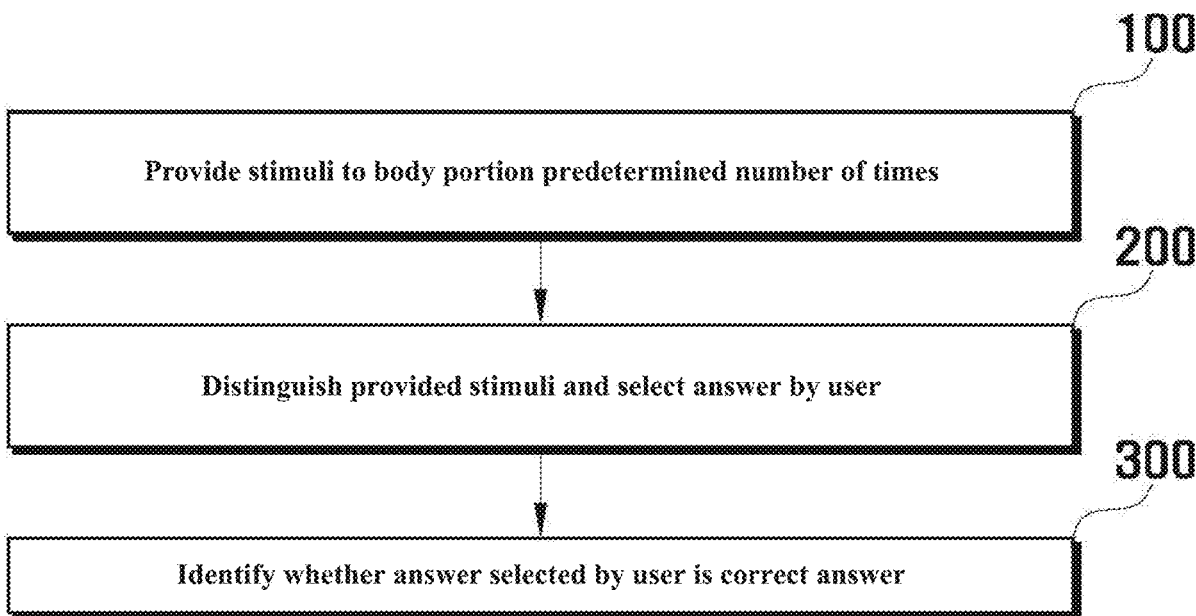 100
Provide stimuli to body portion predetermined number of times
200
Distinguish provided stimuli and select answer by user
300
Identify whether answer selected by user is correct answer